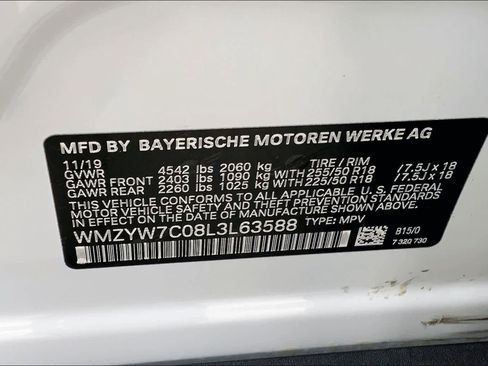 MFD BY BAYERISCHE MOTOREN WERKE AG
11/19 TIRE / RIM
GVWR 4542 lbs 2060 kg
GAWR FRONT 2403 lbs 1090 kg WITH 255/50 R18 / 7.5J x 18
GAWR REAR 2260 lbs 1025 kg WITH 225/50 R18 / 7.5J x 18
THIS VEHICLE CONFORMS TO ALL APPLICABLE U.S. FEDERAL
MOTOR VEHICLE SAFETY, BUMPER, AND THEFT PREVENTION STANDARDS
IN EFFECT ON THE DATE OF MANUFACTURE SHOWN ABOVE.
WMZYW7C08L3L63588 TYPE: MPV
B15/0
7 320 730